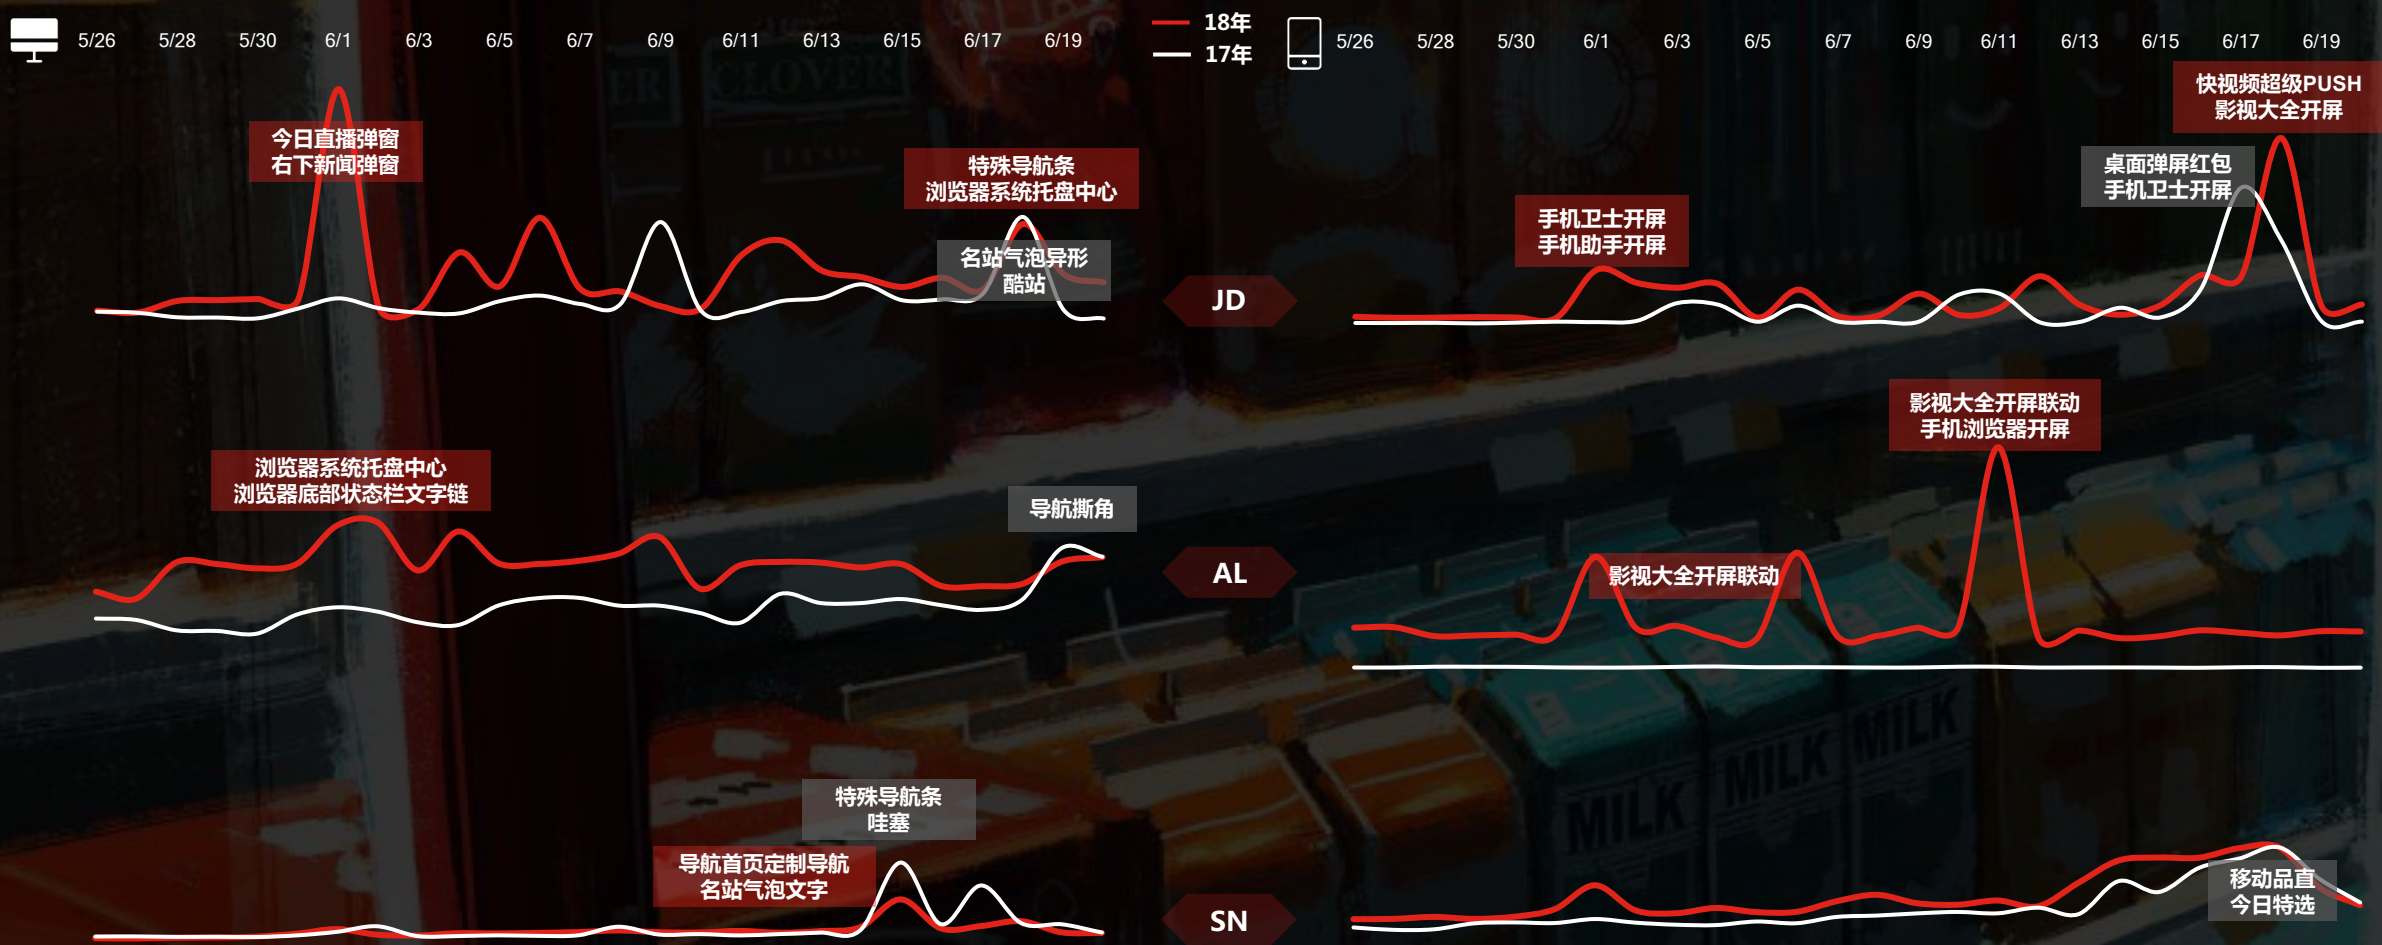 5/26 5/28 5/30 6/1 6/3 6/5 6/7 6/9 6/11 6/13 6/15 6/17 6/19
18年
17年
5/26 5/28 5/30 6/1 6/3 6/5 6/7 6/9 6/11 6/13 6/15 6/17 6/19
今日直播弹窗
右下新闻弹窗
特殊导航条
浏览器系统托盘中心
名站气泡异形
酷站
JD
手机卫士开屏
手机助手开屏
桌面弹屏红包
手机卫士开屏
快视频超级PUSH
影视大全开屏
浏览器系统托盘中心
浏览器底部状态栏文字链
导航撕角
AL
影视大全开屏联动
影视大全开屏联动
手机浏览器开屏
特殊导航条
哇塞
导航首页定制导航
名站气泡文字
SN
移动品直
今日特选
CLOVER
MILK
MILK
MILK